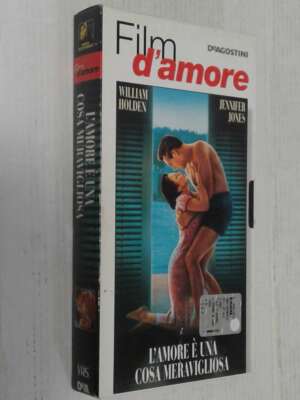 Film
d'amore
DeAGOSTINI
WILLIAM
HOLDEN
JENNIFER
JONES
L'AMORE È UNA
COSA MERAVIGLIOSA
Film
d'amore
L'AMORE È UNA
COSA MERAVIGLIOSA
VHS